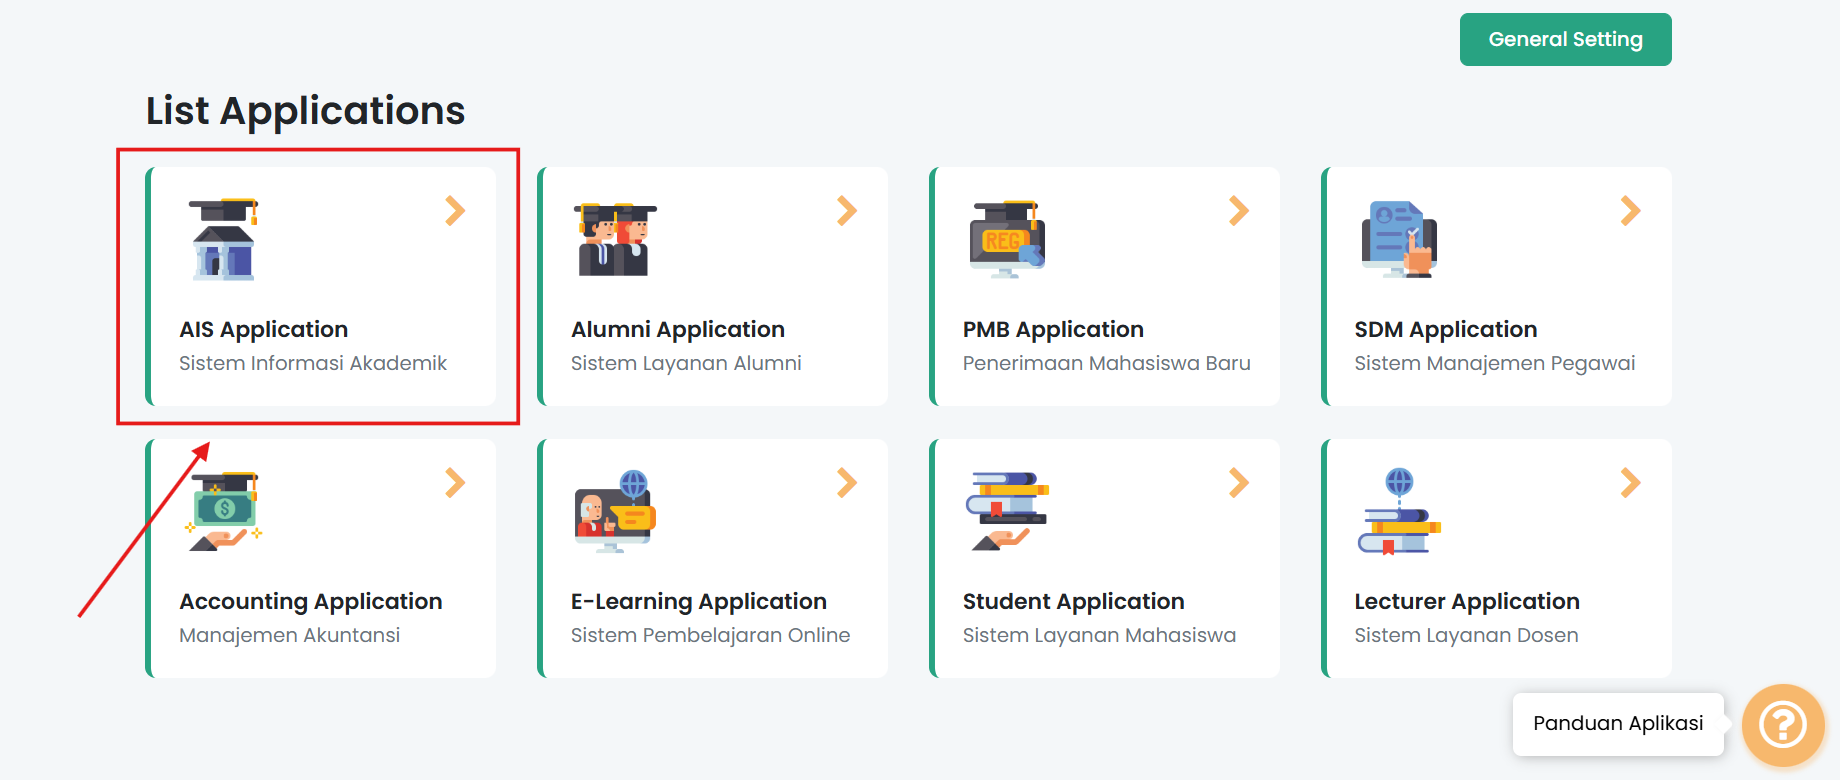 General Setting
List Applications
AIS Application
Sistem Informasi Akademik
Alumni Application
Sistem Layanan Alumni
REG
PMB Application
Penerimaan Mahasiswa Baru
SDM Application
Sistem Manajemen Pegawai
$
Accounting Application
Manajemen Akuntansi
E-Learning Application
Sistem Pembelajaran Online
Student Application
Sistem Layanan Mahasiswa
Lecturer Application
Sistem Layanan Dosen
Panduan Aplikasi
?